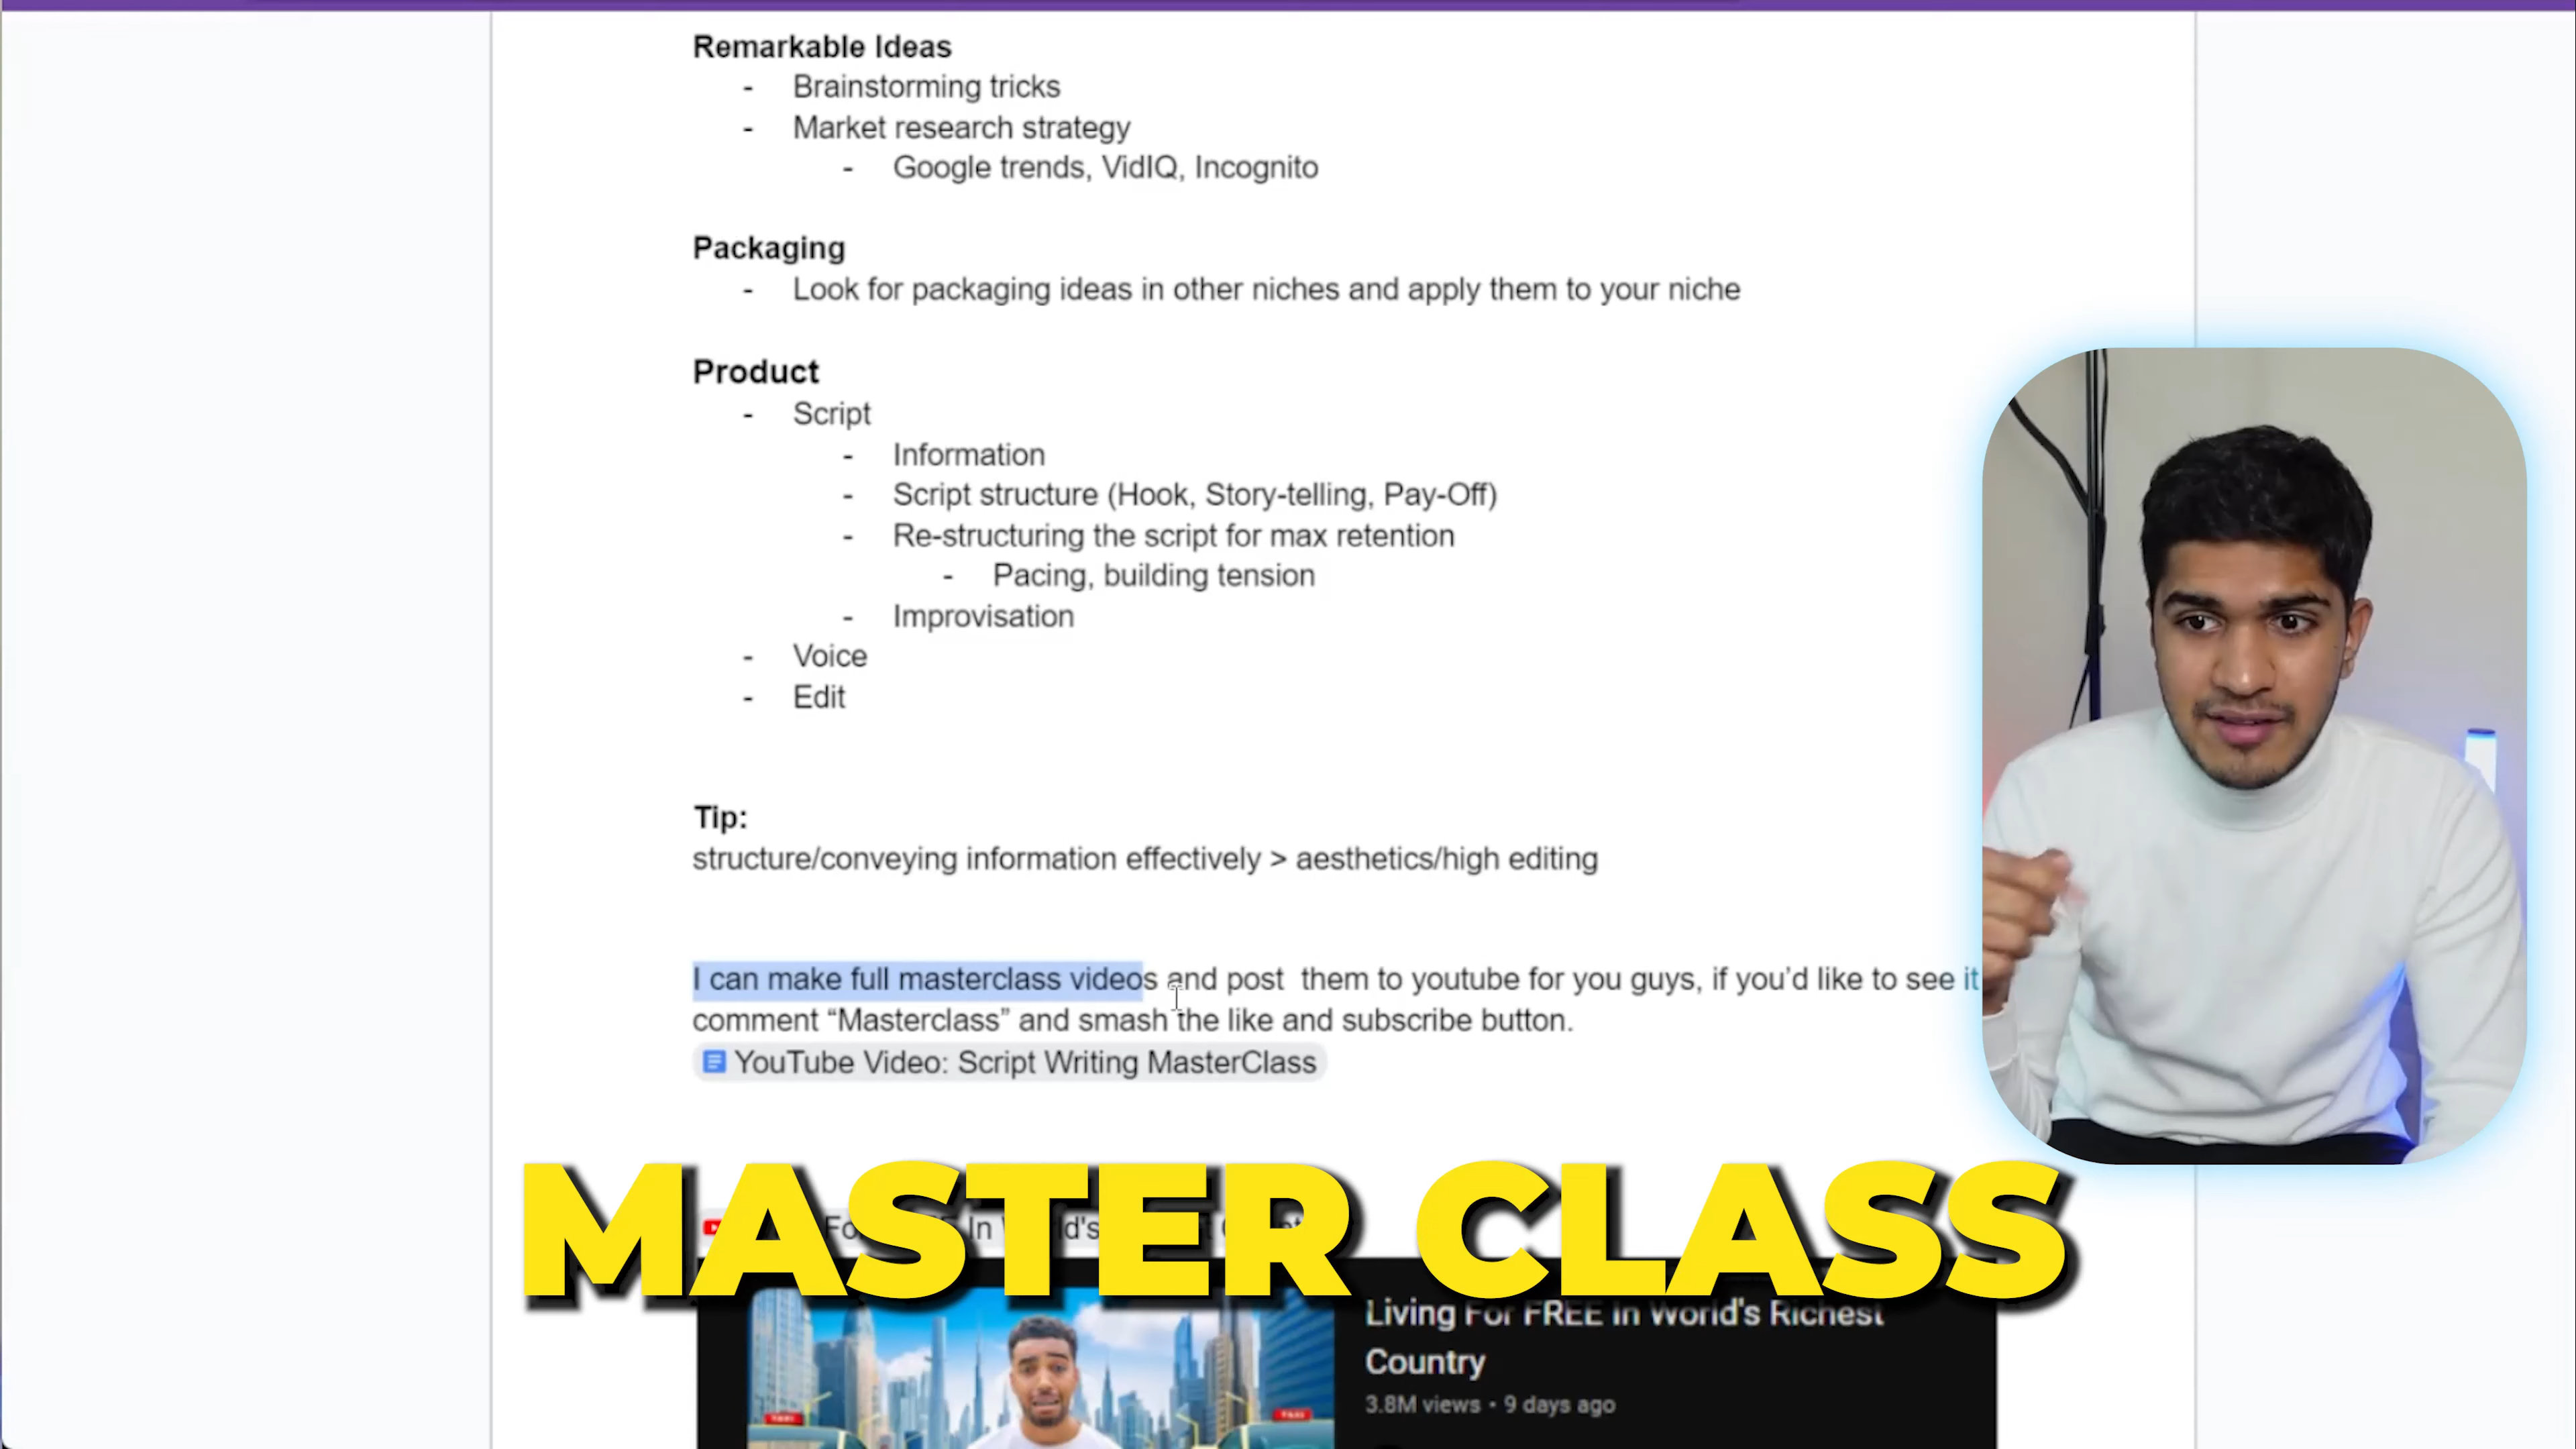 Remarkable Ideas
- Brainstorming tricks
- Market research strategy
- Google trends, VidIQ, Incognito
Packaging
- Look for packaging ideas in other niches and apply them to your niche
Product
- Script
- Information
- Script structure (Hook, Story-telling, Pay-Off)
- Re-structuring the script for max retention
- Pacing, building tension
- Improvisation
- Voice
- Edit
Tip:
structure/conveying information effectively > aesthetics/high editing
I can make full masterclass videos and post them to youtube for you guys, if you'd like to see it
comment “Masterclass” and smash the like and subscribe button.
YouTube Video: Script Writing MasterClass
MASTER CLASS
Living For FREE In World's Richest
Country
3.8M views • 9 days ago
TAXI
TAXI